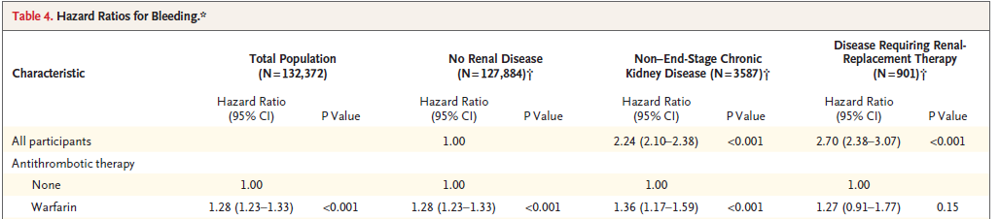 Table 4. Hazard Ratios for Bleeding.*
Characteristic Total Population (N=132,372) No Renal Disease (N=127,884)† Non–End-Stage Chronic Kidney Disease (N=3587)† Disease Requiring Renal-Replacement Therapy (N=901)†
Hazard Ratio (95% CI) P Value Hazard Ratio (95% CI) P Value Hazard Ratio (95% CI) P Value Hazard Ratio (95% CI) P Value
All participants 1.00 2.24 (2.10–2.38) <0.001 2.70 (2.38–3.07) <0.001
Antithrombotic therapy
None 1.00 1.00 1.00 1.00
Warfarin 1.28 (1.23–1.33) <0.001 1.28 (1.23–1.33) <0.001 1.36 (1.17–1.59) <0.001 1.27 (0.91–1.77) 0.15